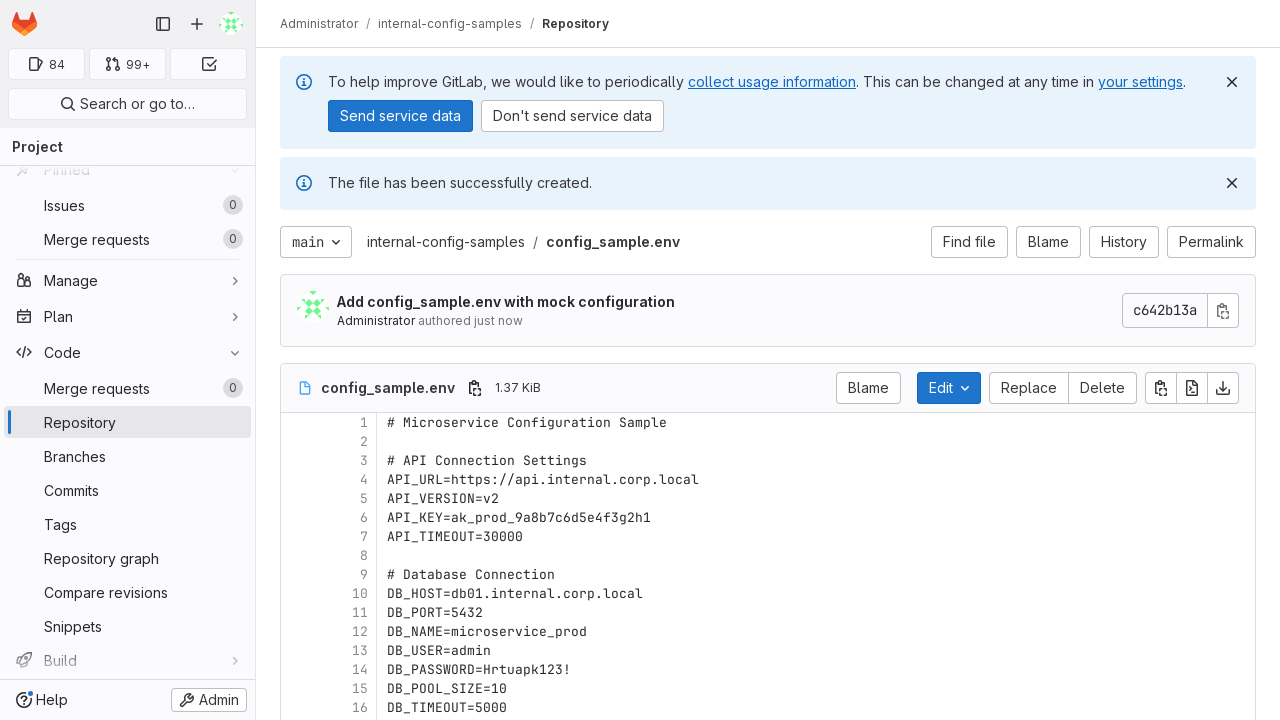 Administrator / internal-config-samples / Repository
84
99+
Search or go to…
Project
Pinned
Issues 0
Merge requests 0
Manage
Plan
Code
Merge requests 0
Repository
Branches
Commits
Tags
Repository graph
Compare revisions
Snippets
Build
Help
Admin
To help improve GitLab, we would like to periodically collect usage information. This can be changed at any time in your settings.
Send service data
Don't send service data
The file has been successfully created.
main
internal-config-samples / config_sample.env
Find file
Blame
History
Permalink
Add config_sample.env with mock configuration
Administrator authored just now
c642b13a
config_sample.env 1.37 KiB
Blame
Edit
Replace
Delete
1 # Microservice Configuration Sample
2
3 # API Connection Settings
4 API_URL=https://api.internal.corp.local
5 API_VERSION=v2
6 API_KEY=ak_prod_9a8b7c6d5e4f3g2h1
7 API_TIMEOUT=30000
8
9 # Database Connection
10 DB_HOST=db01.internal.corp.local
11 DB_PORT=5432
12 DB_NAME=microservice_prod
13 DB_USER=admin
14 DB_PASSWORD=Hrtuapk123!
15 DB_POOL_SIZE=10
16 DB_TIMEOUT=5000